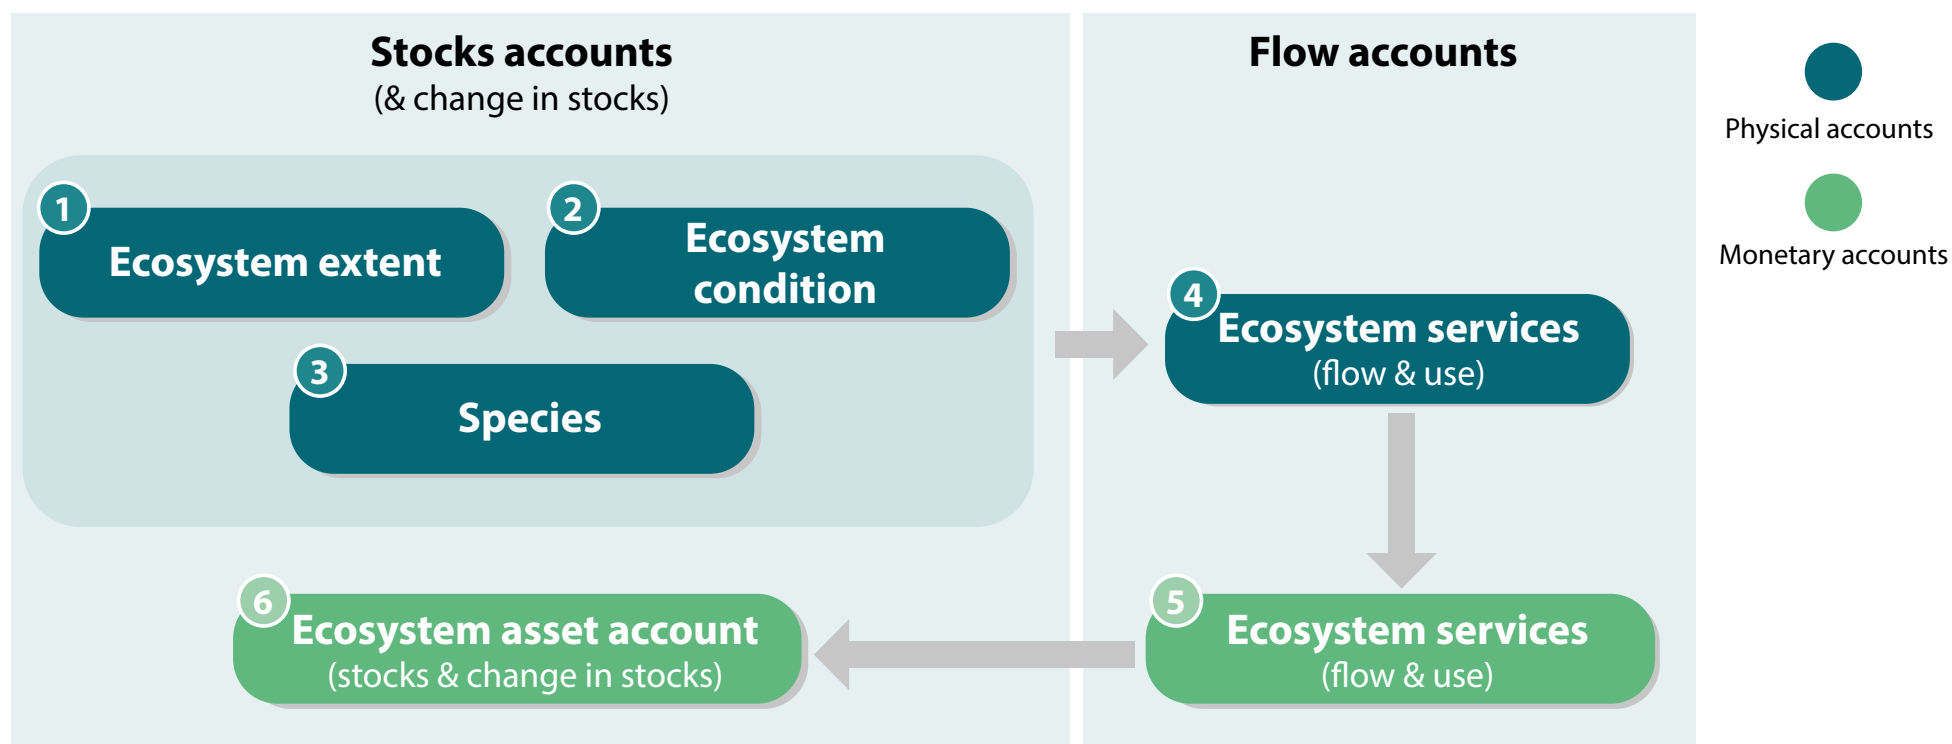 Stocks accounts
(& change in stocks)
1
Ecosystem extent
2
Ecosystem
condition
3
Species
6
Ecosystem asset account
(stocks & change in stocks)
Flow accounts
4
Ecosystem services
(flow & use)
5
Ecosystem services
(flow & use)
Physical accounts
Monetary accounts